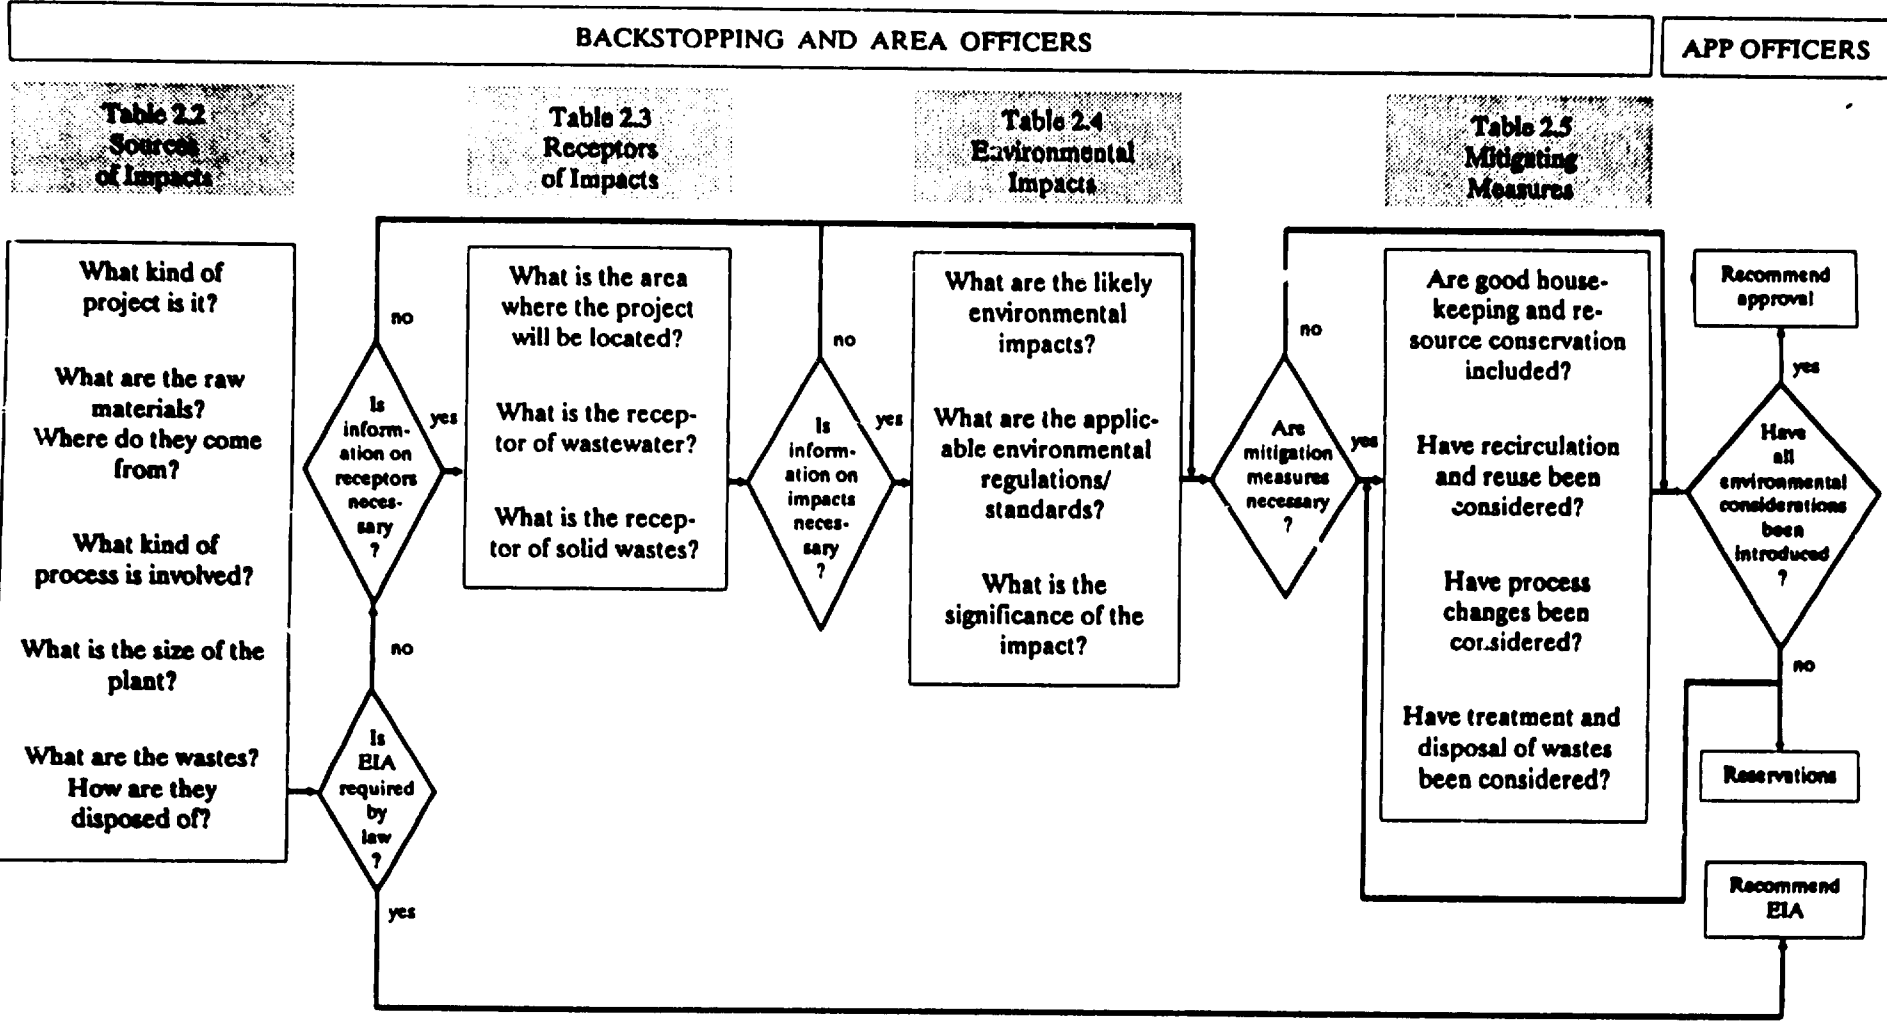 BACKSTOPPING AND AREA OFFICERS
APP OFFICERS
Table 2.2
Sources
of Impacts
Table 2.3
Receptors
of Impacts
Table 2.4
Environmental
Impacts
Table 2.5
Mitigating
Measures
What kind of
project is it?
What are the raw
materials?
Where do they come
from?
What kind of
process is involved?
What is the size of the
plant?
What are the wastes?
How are they
disposed of?
no
Is
inform-
ation on
receptors
neces-
sary
?
yes
no
Is
EIA
required
by
law
?
yes
What is the area
where the project
will be located?
What is the recep-
tor of wastewater?
What is the recep-
tor of solid wastes?
no
Is
inform-
ation on
impacts
neces-
sary
?
yes
What are the likely
environmental
impacts?
What are the applic-
able environmental
regulations/
standards?
What is the
significance of the
impact?
no
Are
mitigation
measures
necessary
?
yes
Are good house-
keeping and re-
source conservation
included?
Have recirculation
and reuse been
considered?
Have process
changes been
considered?
Have treatment and
disposal of wastes
been considered?
Recommend
approval
yes
Have
all
environmental
considerations
been
introduced
?
no
Reservations
Recommend
EIA